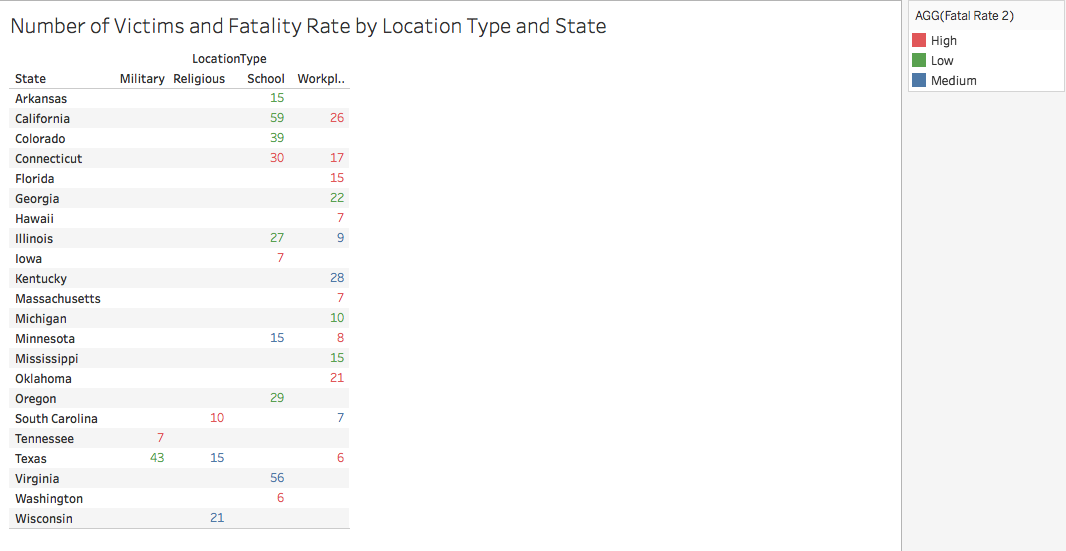 Number of Victims and Fatality Rate by Location Type and State
LocationType
State Military Religious School Workpl..
Arkansas 15
California 59 26
Colorado 39
Connecticut 30 17
Florida 15
Georgia 22
Hawaii 7
Illinois 27 9
Iowa 7
Kentucky 28
Massachusetts 7
Michigan 10
Minnesota 15 8
Mississippi 15
Oklahoma 21
Oregon 29
South Carolina 10 7
Tennessee 7
Texas 43 15 6
Virginia 56
Washington 6
Wisconsin 21
AGG(Fatal Rate 2)
High
Low
Medium